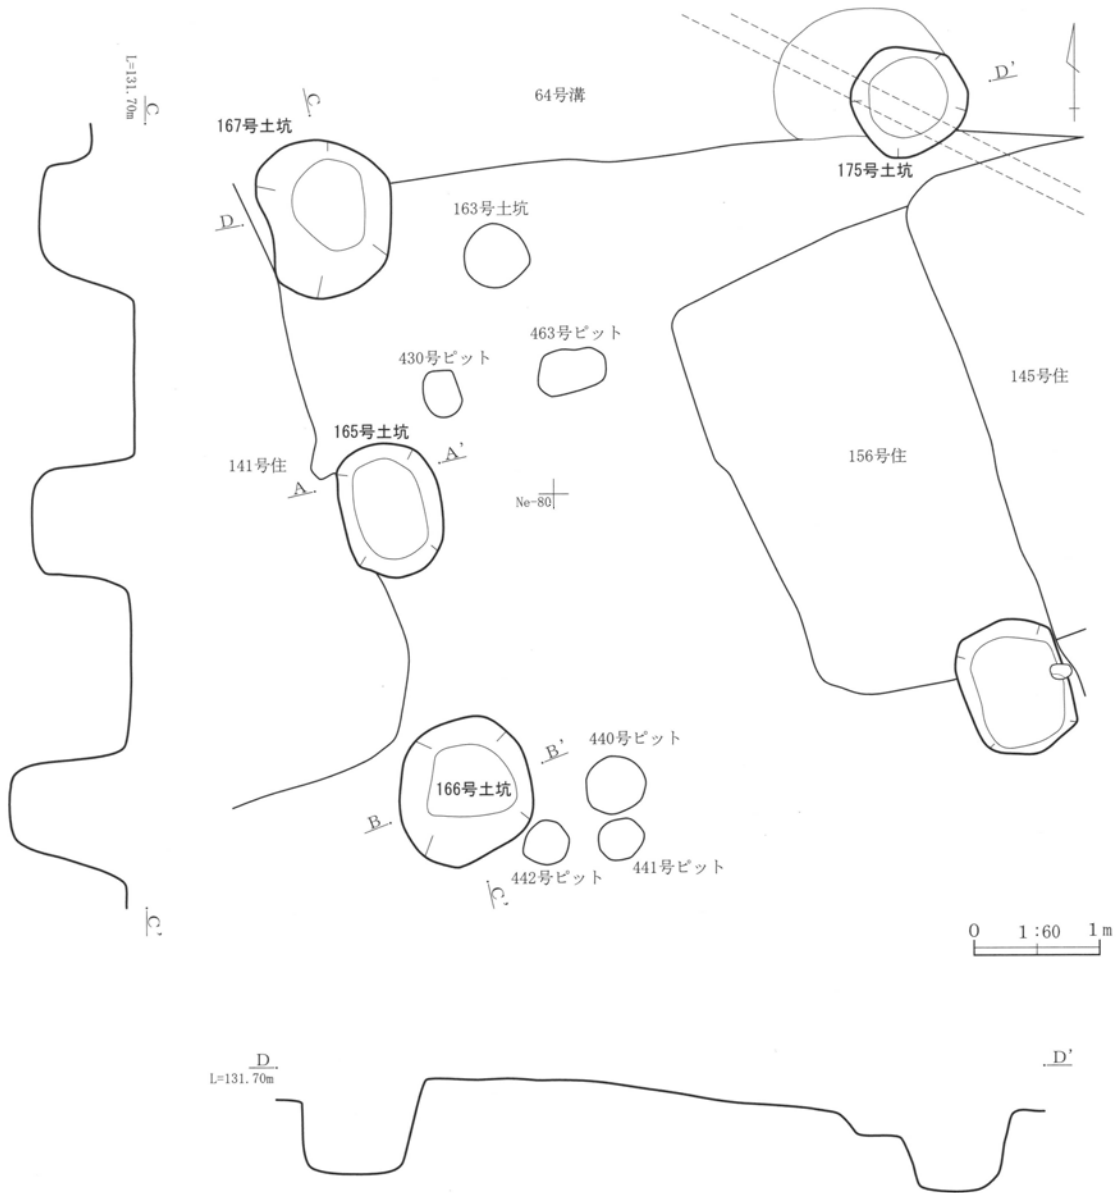 L=131.70m
C
C
64号溝
D'
167号土坑
175号土坑
D
163号土坑
463号ピット
430号ピット
145号住
165号土坑
A'
141号住
A
156号住
Ne-80
B'
440号ピット
166号土坑
B
442号ピット
441号ピット
C'
C'
0 1:60 1m
D
L=131.70m
D'